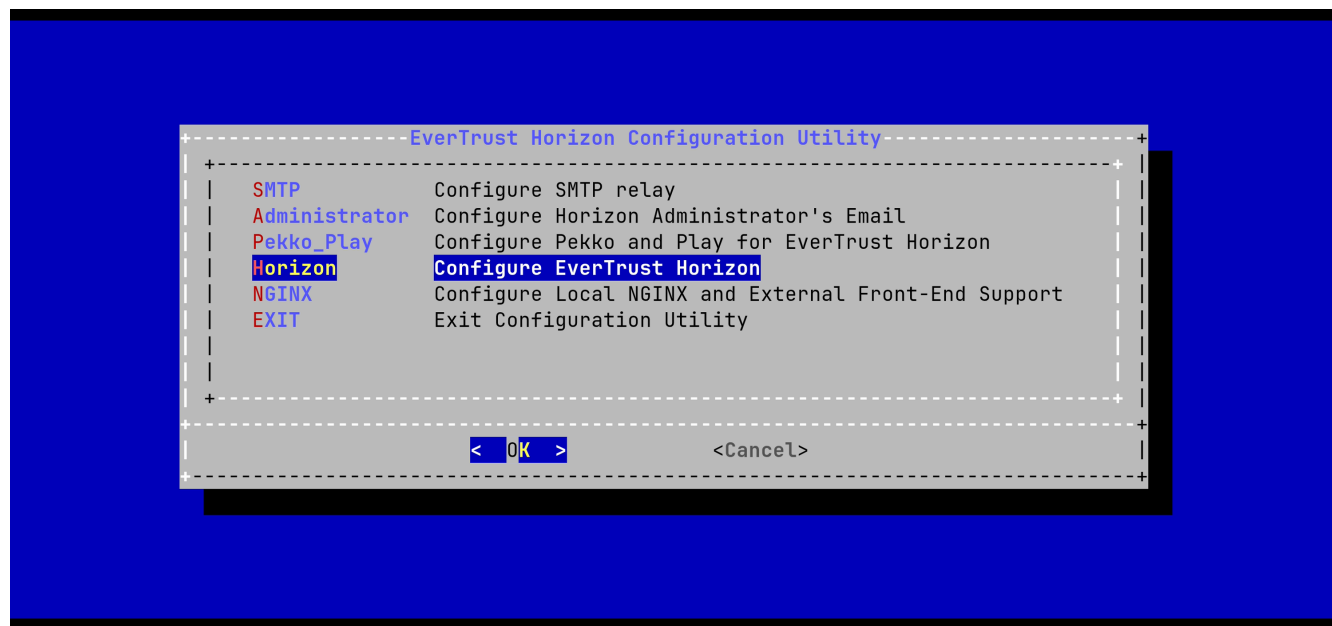 EverTrust Horizon Configuration Utility
SMTP Configure SMTP relay
Administrator Configure Horizon Administrator's Email
Pekko_Play Configure Pekko and Play for EverTrust Horizon
Horizon Configure EverTrust Horizon
NGINX Configure Local NGINX and External Front-End Support
EXIT Exit Configuration Utility
< OK > <Cancel>